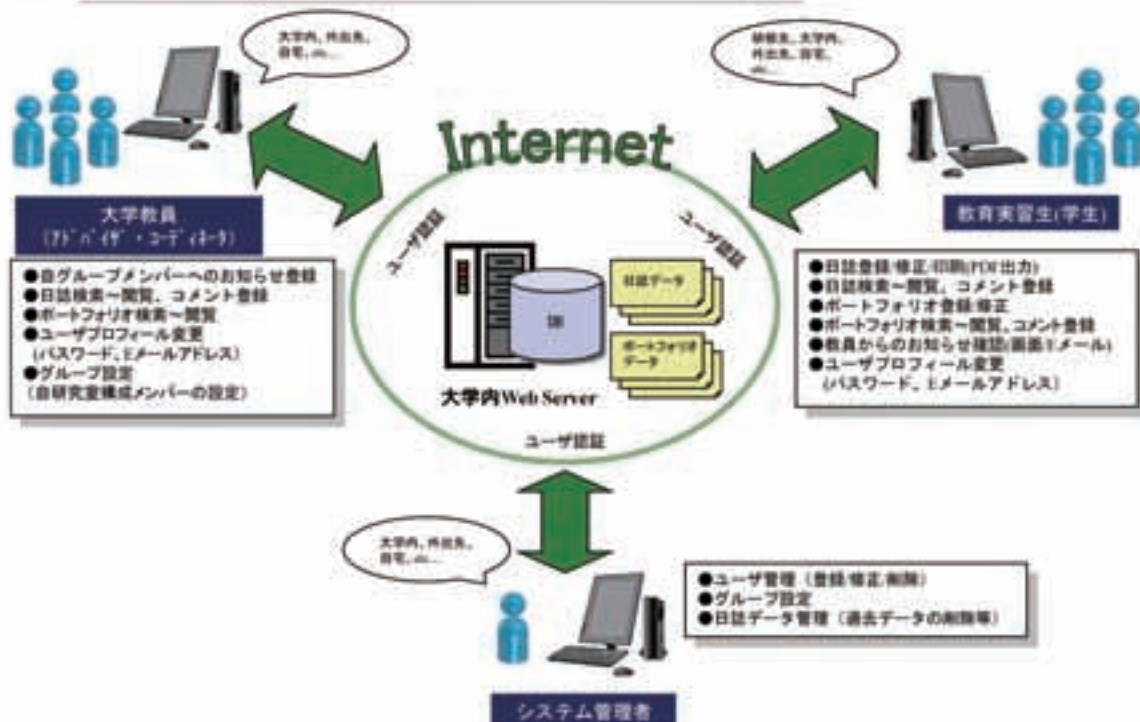 大学内、外出先、
自宅、etc...
研修先、大学内、
外出先、自宅、
etc...
Internet
大学教員
(アドバイザ・コーディネータ)
●自グループメンバーへのお知らせ登録
●日誌検索～閲覧、コメント登録
●ポートフォリオ検索～閲覧
●ユーザプロフィール変更
(パスワード、Eメールアドレス)
●グループ設定
(自研究室構成メンバーの設定)
ユーザ認証
ユーザ認証
DB
日誌データ
ポートフォリオ
データ
大学内Web Server
ユーザ認証
教育実習生(学生)
●日誌登録/修正/印刷(PDF出力)
●日誌検索～閲覧、コメント登録
●ポートフォリオ登録/修正
●ポートフォリオ検索～閲覧、コメント登録
●教員からのお知らせ確認(画面/Eメール)
●ユーザプロフィール変更
(パスワード、Eメールアドレス)
大学内、外出先、
自宅、etc...
●ユーザ管理（登録/修正/削除）
●グループ設定
●日誌データ管理（過去データの削除等）
システム管理者